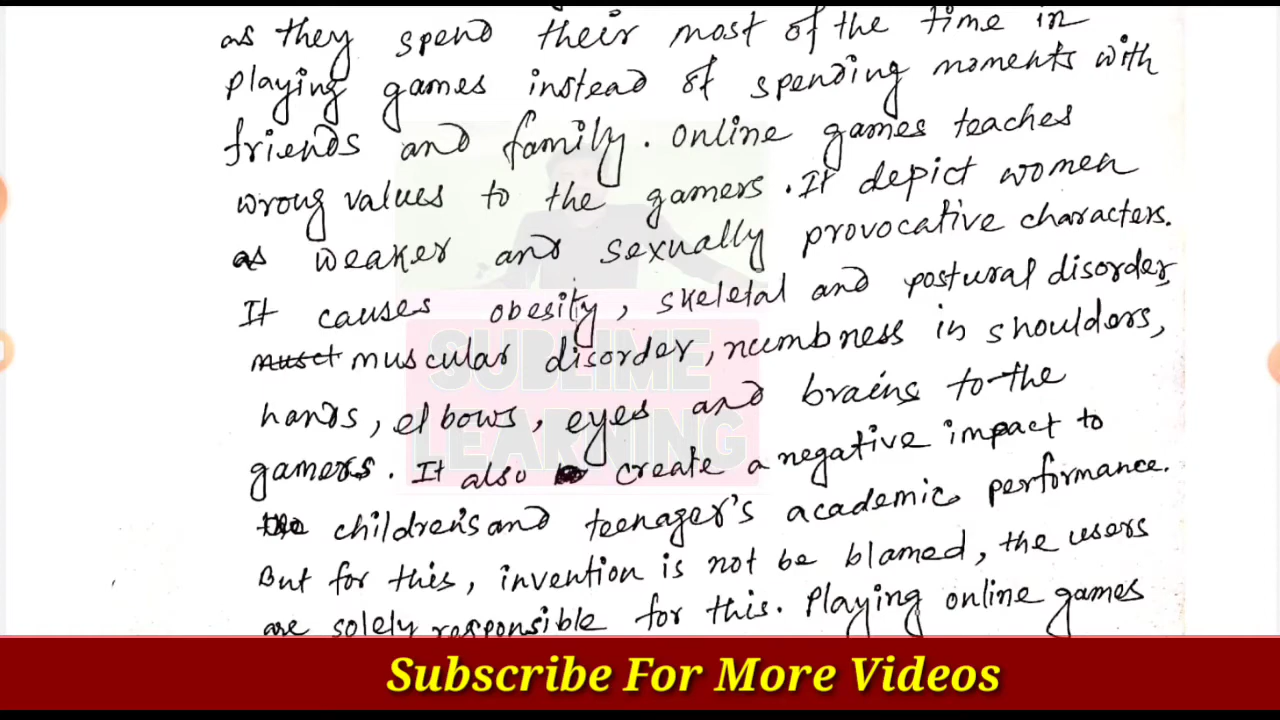 as they spend their most of the time in
playing games instead of spending moments with
friends and family. Online games teaches
wrong values to the gamers. It depict women
as weaker and sexually provocative characters.
It causes obesity, skeletal and postural disorder,
muscular disorder, numbness in shoulders,
hands, elbows, eyes and brains to the
gamers. It also create a negative impact to
children's and teenager's academic performance.
But for this, invention is not be blamed, the users
are solely responsible for this. Playing online games
SUBLIME
LEARNING
Subscribe For More Videos